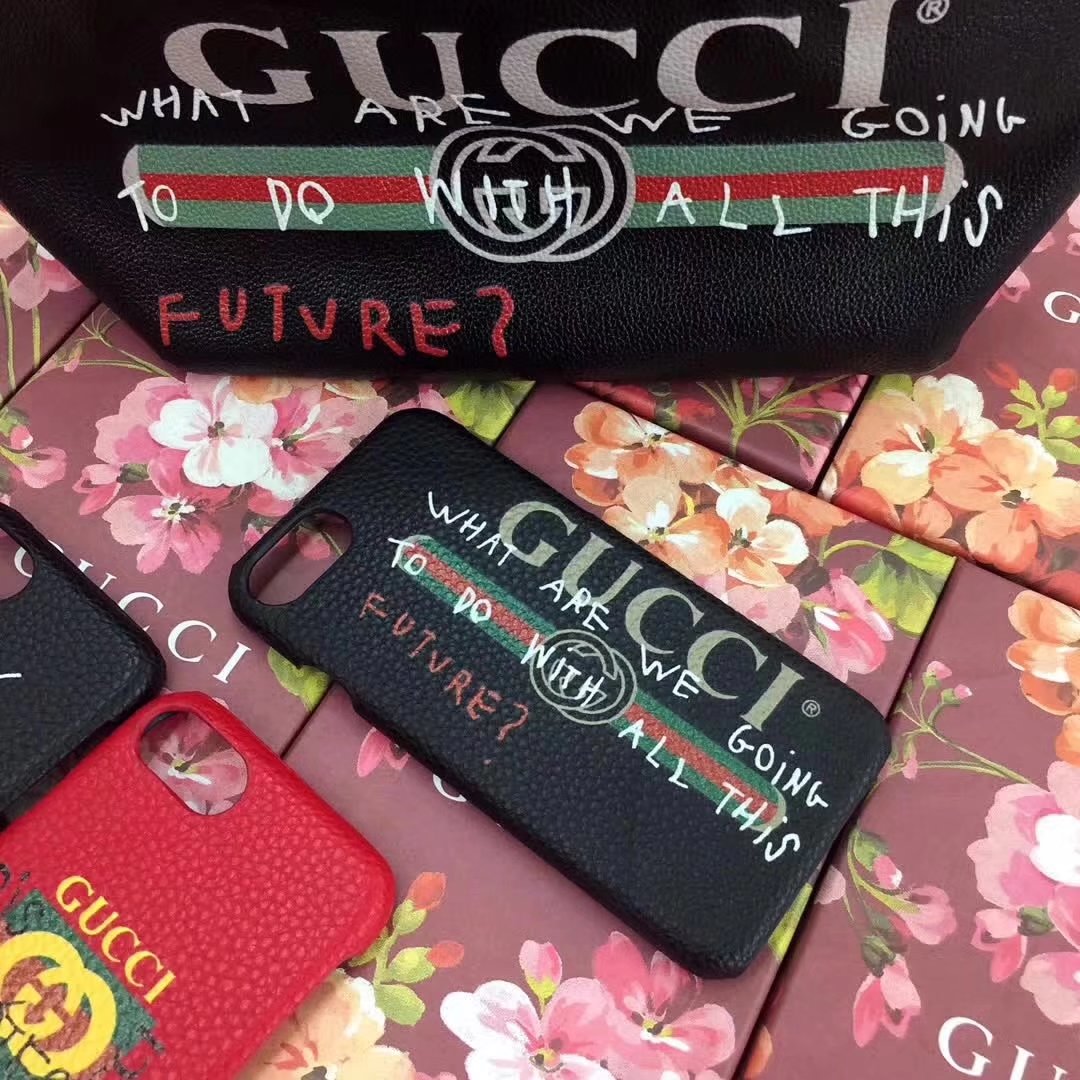 GUCCI®
WHAT ARE WE GOiNG
TO DO WITH ALL THiS
FUTURE?
G
GUCCI®
WHAT ARE WE GOiNG
TO DO WITH ALL THiS
FUTURE?
GUCCI
GUCCI
GU